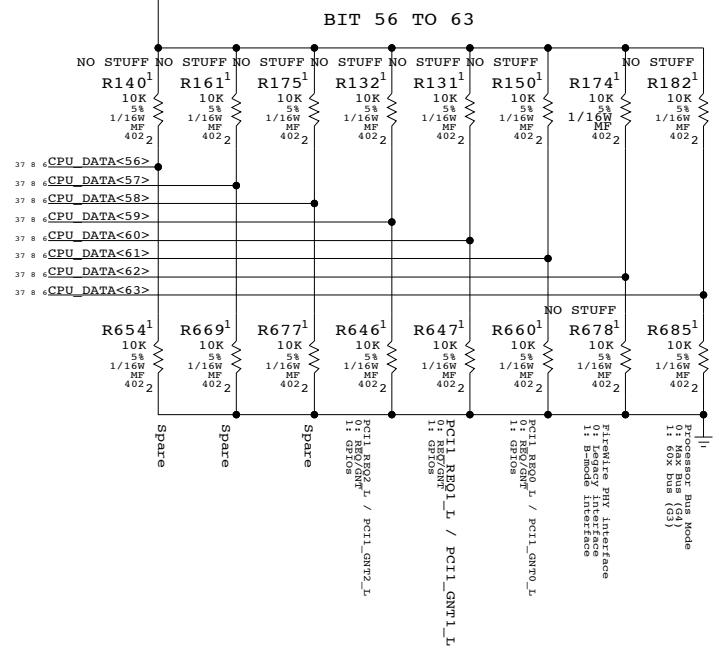 BIT 56 TO 63
NO STUFF NO STUFF NO STUFF NO STUFF NO STUFF NO STUFF NO STUFF
R140 1 R161 1 R175 1 R132 1 R131 1 R150 1 R174 1 R182 1
10K 10K 10K 10K 10K 10K 10K 10K
5% 5% 5% 5% 5% 5% 5% 5%
1/16W 1/16W 1/16W 1/16W 1/16W 1/16W 1/16W 1/16W
MF MF MF MF MF MF MF MF
402 2 402 2 402 2 402 2 402 2 402 2 402 2 402 2
37 8 6 CPU_DATA<56>
37 8 6 CPU_DATA<57>
37 8 6 CPU_DATA<58>
37 8 6 CPU_DATA<59>
37 8 6 CPU_DATA<60>
37 8 6 CPU_DATA<61>
37 8 6 CPU_DATA<62>
37 8 6 CPU_DATA<63>
NO STUFF
R654 1 R669 1 R677 1 R646 1 R647 1 R660 1 R678 1 R685 1
10K 10K 10K 10K 10K 10K 10K 10K
5% 5% 5% 5% 5% 5% 5% 5%
1/16W 1/16W 1/16W 1/16W 1/16W 1/16W 1/16W 1/16W
MF MF MF MF MF MF MF MF
402 2 402 2 402 2 402 2 402 2 402 2 402 2 402 2
Spare
Spare
Spare
PCI1_REQ2_L / PCI1_GNT2_L
0: REQ/GNT
1: GPIOs
PCI1_REQ1_L / PCI1_GNT1_L
0: REQ/GNT
1: GPIOs
PCI1_REQ0_L / PCI1_GNT0_L
0: REQ/GNT
1: GPIOs
FireWire PHY interface
0: Legacy interface
1: B-mode interface
Processor Bus Mode
0: Max Bus (G4)
1: 60x bus (G3)